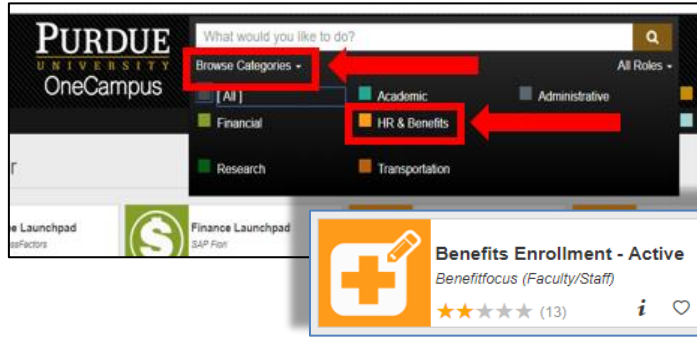 PURDUE
UNIVERSITY
OneCampus
What would you like to do?
Browse Categories
All Roles
[ All ]
Academic
Administrative
Financial
HR & Benefits
Research
Transportation
r
e Launchpad
ssFactors
Finance Launchpad
SAP Fiori
Benefits Enrollment - Active
Benefitfocus (Faculty/Staff)
(13)
i